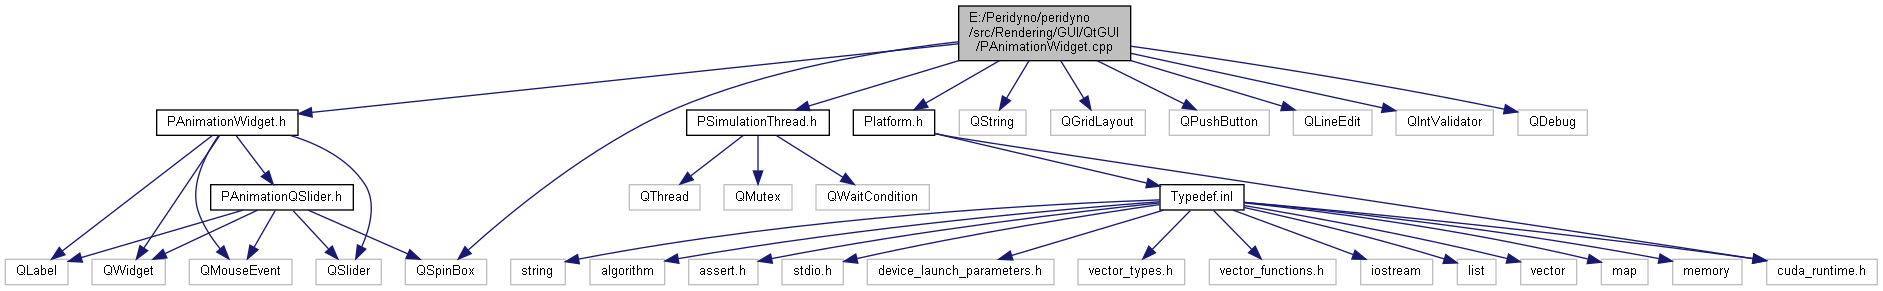 E:/Peridyno/peridyno
/src/Rendering/GUI/QtGUI
/PAnimationWidget.cpp
PAnimationWidget.h
PSimulationThread.h
Platform.h
QString
QGridLayout
QPushButton
QLineEdit
QIntValidator
QDebug
PAnimationQSlider.h
QThread
QMutex
QWaitCondition
Typedef.inl
QLabel
QWidget
QMouseEvent
QSlider
QSpinBox
string
algorithm
assert.h
stdio.h
device_launch_parameters.h
vector_types.h
vector_functions.h
iostream
list
vector
map
memory
cuda_runtime.h